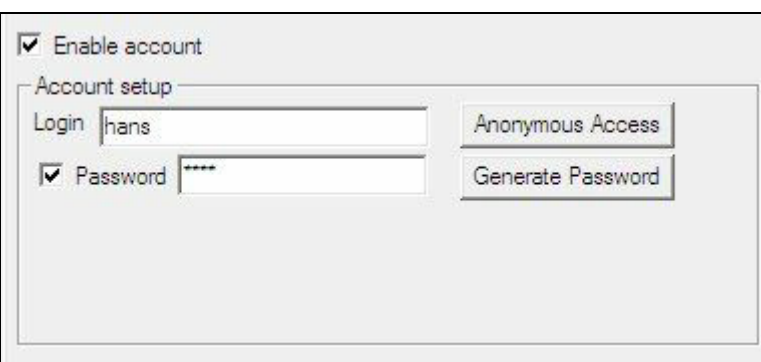 Enable account
Account setup
Login hans Anonymous Access
Password **** Generate Password